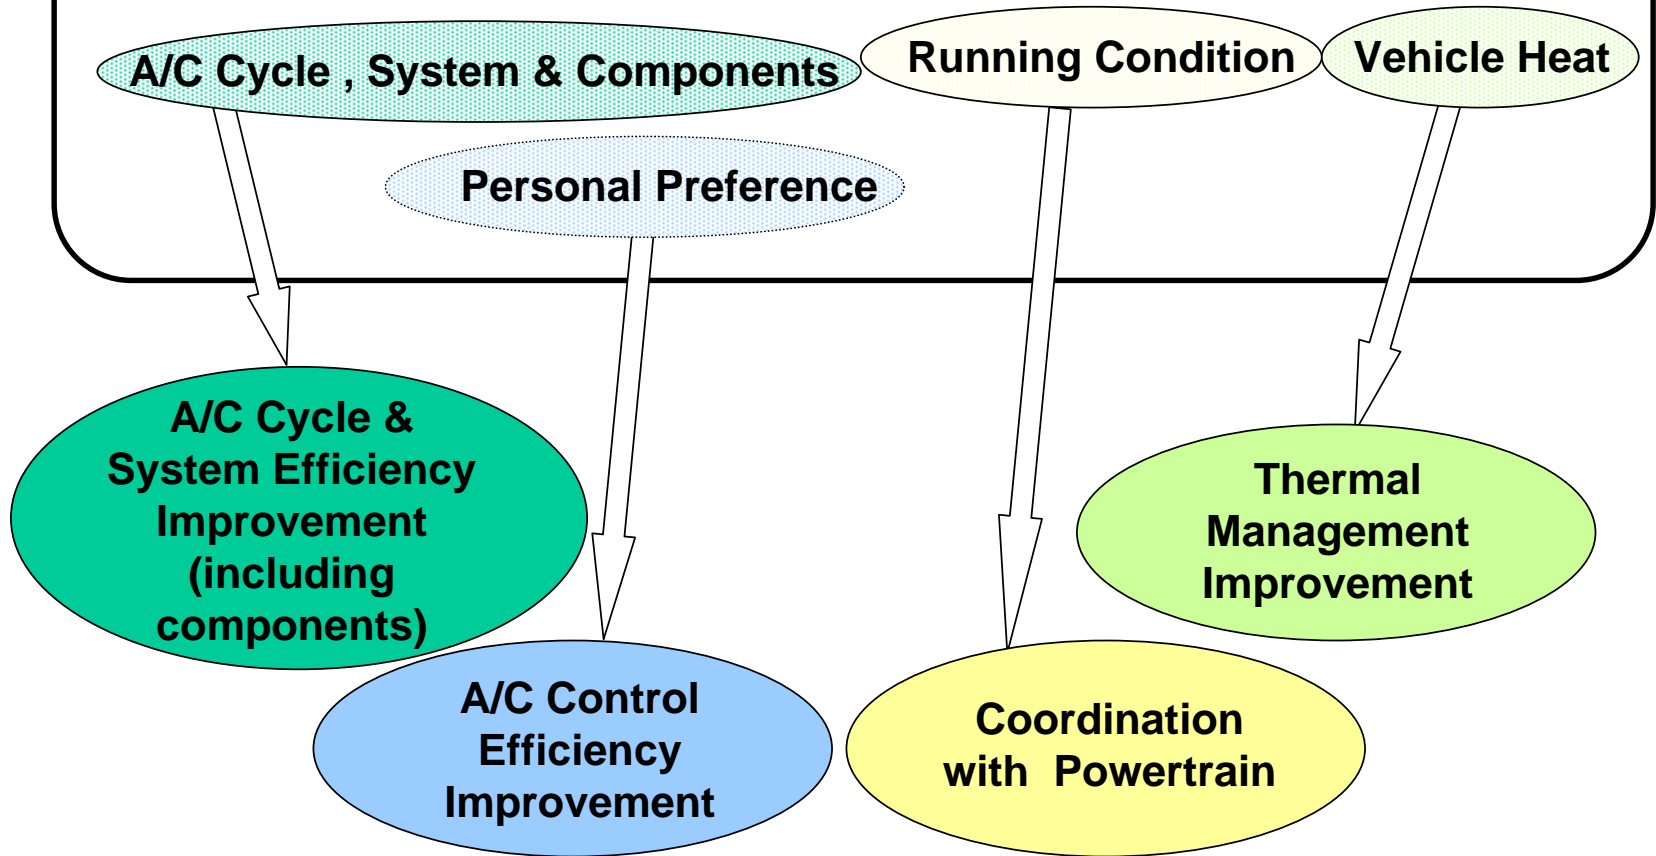 A/C Cycle , System & Components
Running Condition
Vehicle Heat
Personal Preference
A/C Cycle &
System Efficiency
Improvement
(including
components)
Thermal
Management
Improvement
A/C Control
Efficiency
Improvement
Coordination
with Powertrain